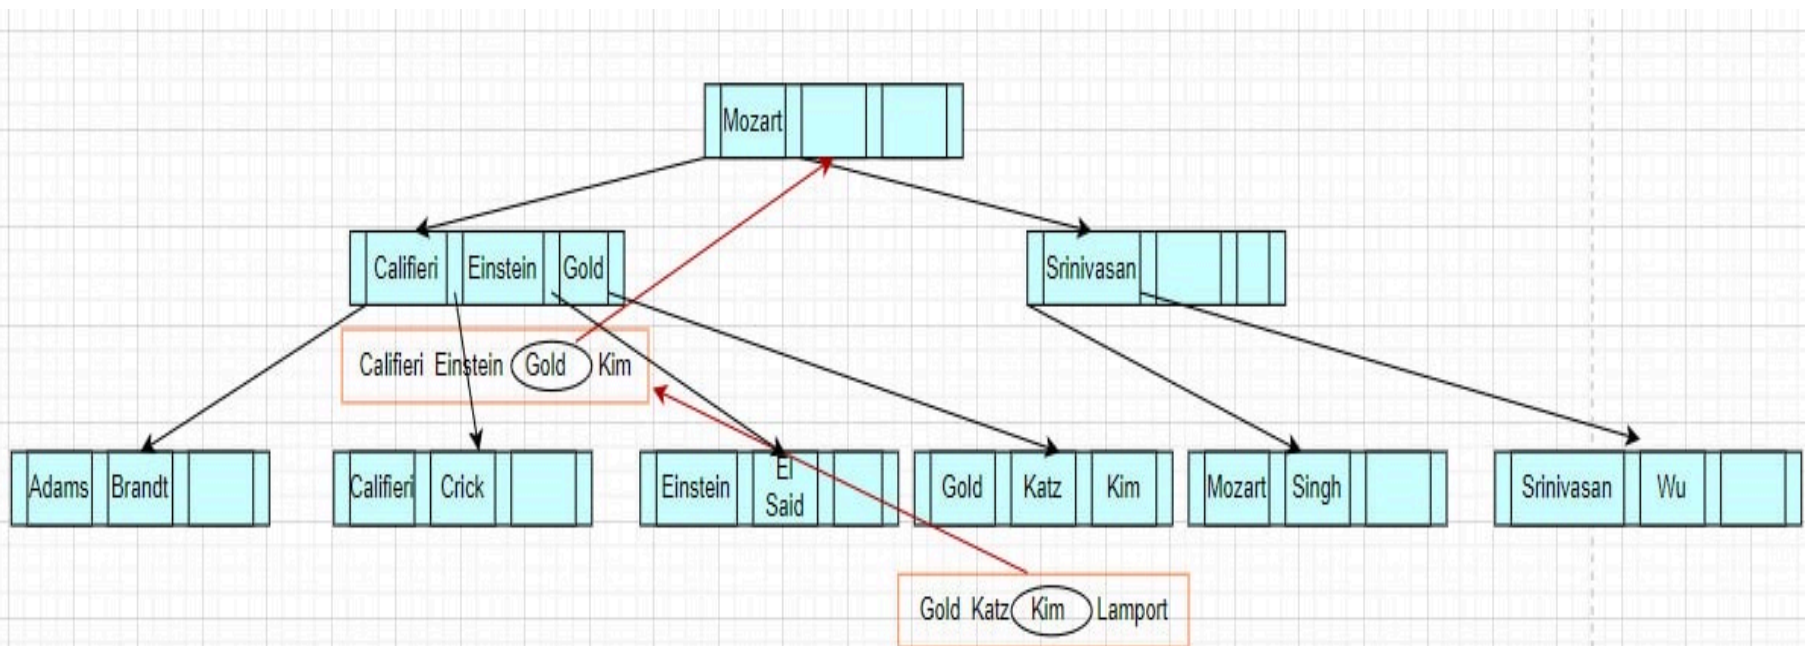 Mozart
Califieri Einstein Gold
Srinivasan
Califieri Einstein Gold Kim
Adams Brandt
Califieri Crick
Einstein El
Said
Gold Katz Kim
Mozart Singh
Srinivasan Wu
Gold Katz Kim Lamport